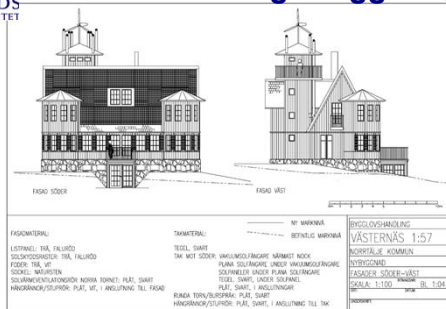 FASAD SÖDER
FASAD VÄST
NY MARKNIVÅ
BEFINTLIG MARKNIVÅ
FASADMATERIAL:
LISTPANEL: TRÄ, FALURÖD
SOLSKYDDSRASTER: TRÄ, FALURÖD
FODER: TRÄ, VIT
SOCKEL: NATURSTEN
SOLVÄRMEVENTILATIONSRÖR NORRA TORNET: PLÅT, SVART
HÄNGRÄNNOR/STUPRÖR: PLÅT, VIT, I ANSLUTNING TILL FASAD
TAKMATERIAL:
TEGEL, SVART
TAK MOT SÖDER: VAKUUMSOLFÅNGARE NÄRMAST NOCK
PLANA SOLFÅNGARE UNDER VAKUUMSOLFÅNGARE
SOLPANELER UNDER PLANA SOLFÅNGARE
TEGEL, SVART, UNDER SOLPANEL
PLÅT, SVART, I ANSLUTNINGAR
RUNDA TORN/BURSPRÅK: PLÅT, SVART
HÄNGRÄNNOR/STUPRÖR: PLÅT, SVART, I ANSLUTNING TILL TAK
BYGGLOVSHANDLING
VÄSTERNÄS 1:57
NORRTÄLJE KOMMUN
NYBYGGNAD
FASADER SÖDER-VÄST
SKALA: 1:100
BL 1:04